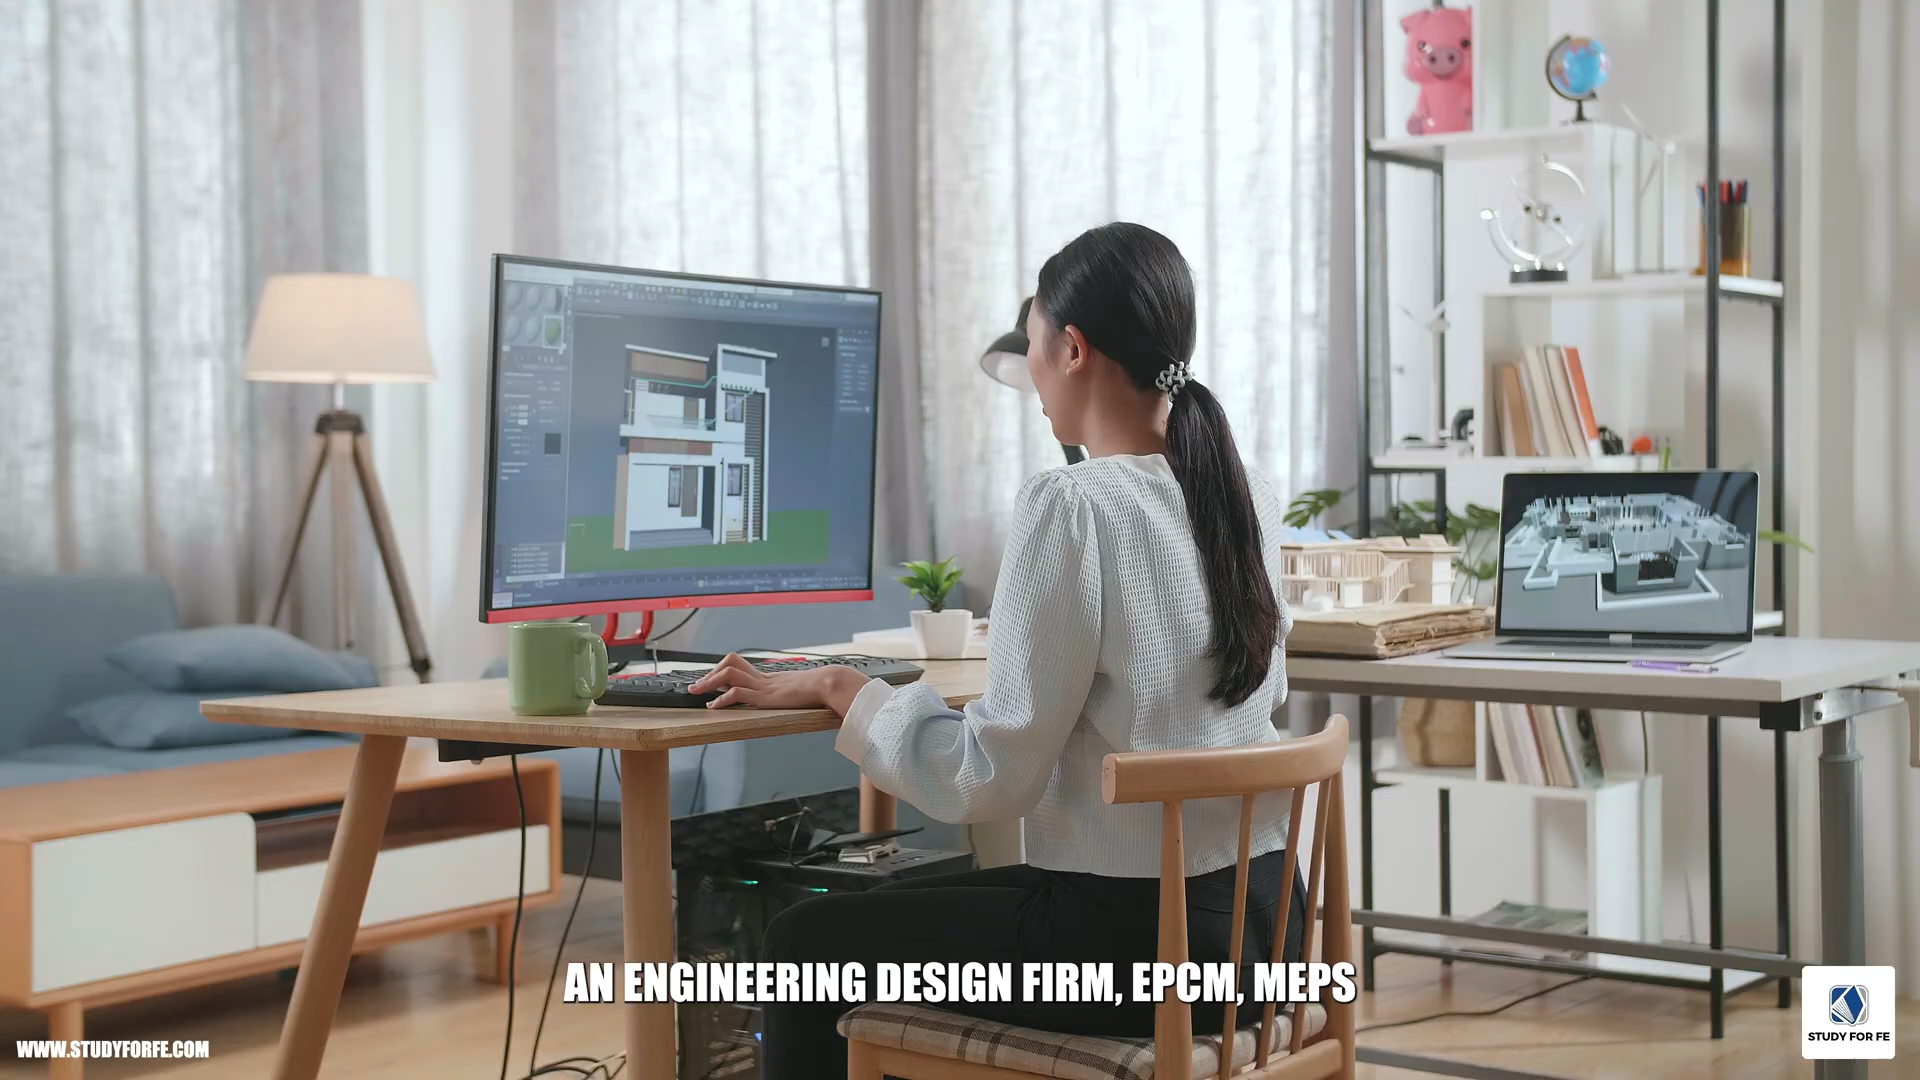 AN ENGINEERING DESIGN FIRM, EPCM, MEPS
WWW.STUDYFORFE.COM
STUDY FOR FE